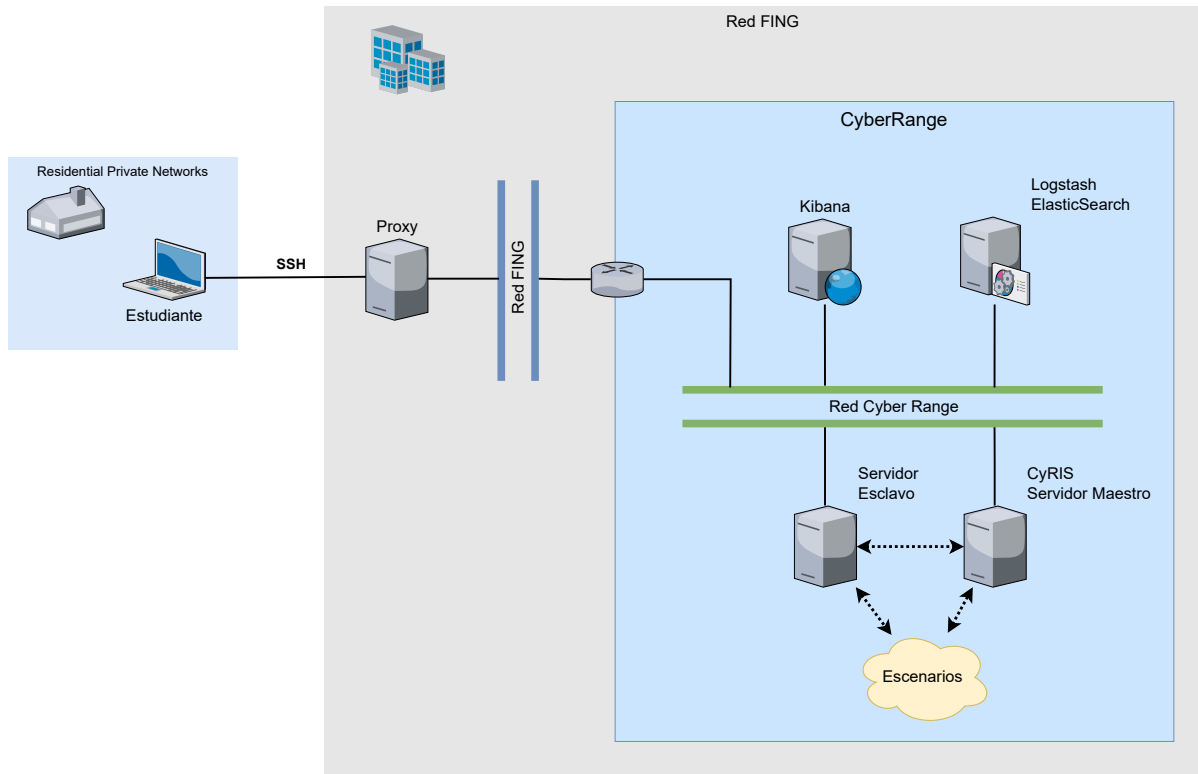 Red FING
CyberRange
Residential Private Networks
Logstash
ElasticSearch
Kibana
Proxy
SSH
Red FING
Estudiante
Red Cyber Range
Servidor
Esclavo
CyRIS
Servidor Maestro
Escenarios